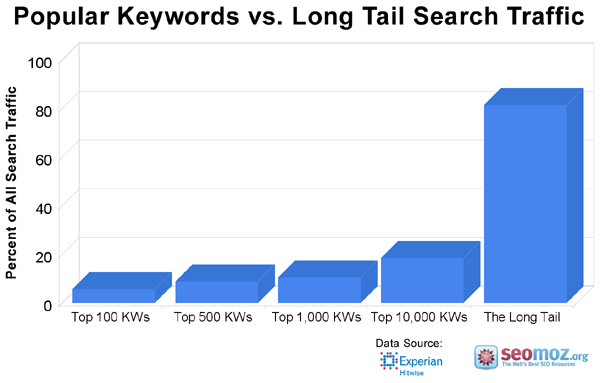 Popular Keywords vs. Long Tail Search Traffic
Percent of All Search Traffic
100
80
60
40
20
0
Top 100 KWs Top 500 KWs Top 1,000 KWs Top 10,000 KWs The Long Tail
Data Source:
Experian
Hitwise
seomoz.org
The Web's Best SEO Resources